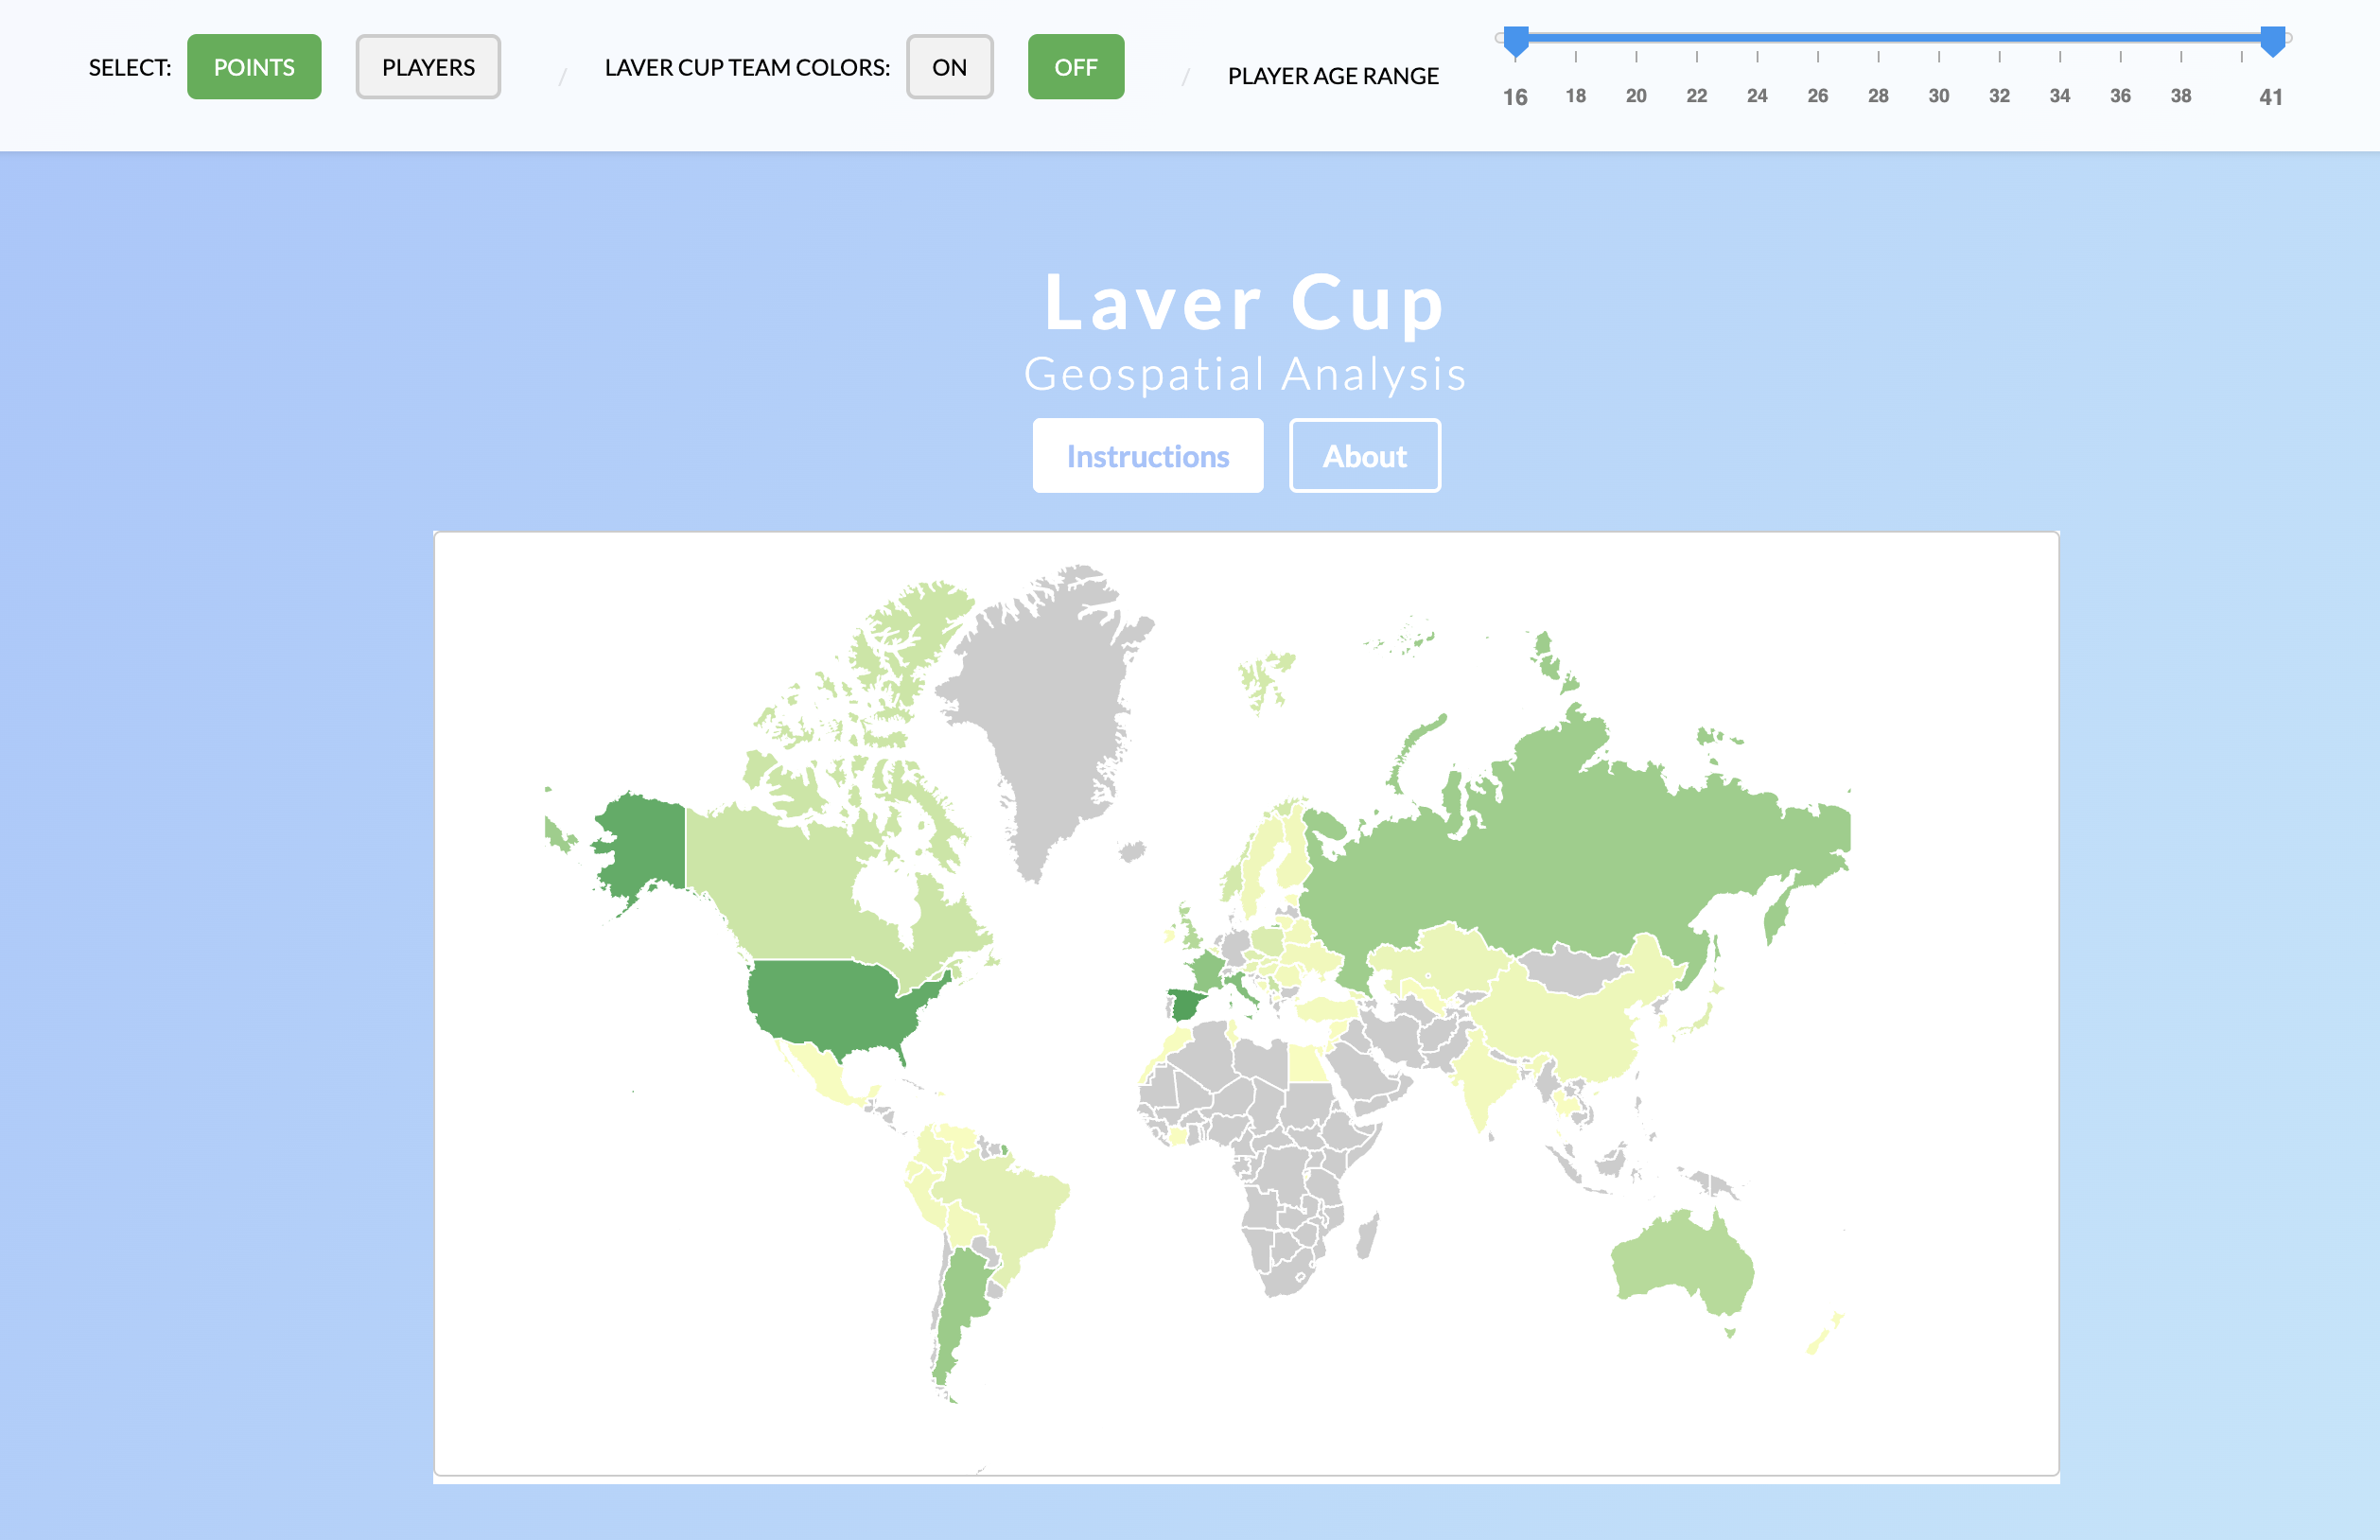 SELECT: POINTS PLAYERS / LAVER CUP TEAM COLORS: ON OFF / PLAYER AGE RANGE
16 18 20 22 24 26 28 30 32 34 36 38 41
Laver Cup
Geospatial Analysis
Instructions About